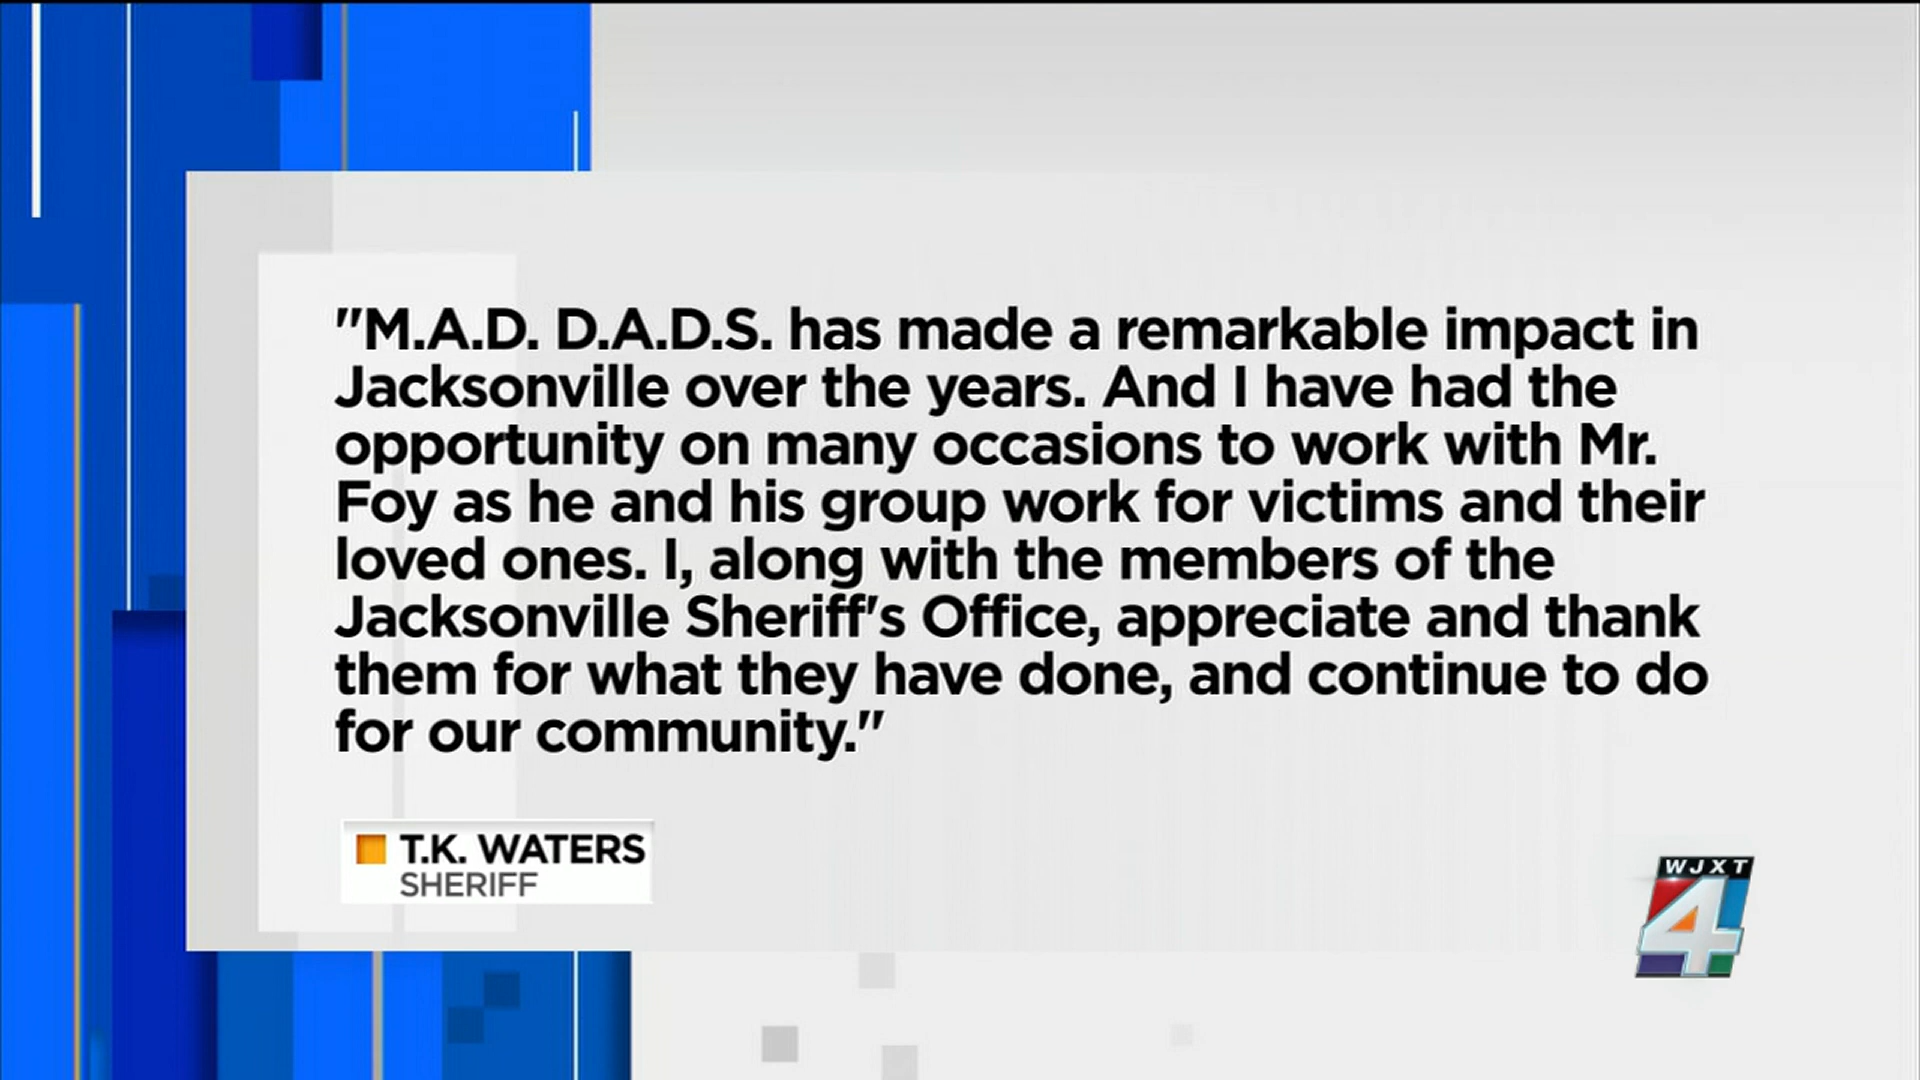 "M.A.D. D.A.D.S. has made a remarkable impact in
Jacksonville over the years. And I have had the
opportunity on many occasions to work with Mr.
Foy as he and his group work for victims and their
loved ones. I, along with the members of the
Jacksonville Sheriff's Office, appreciate and thank
them for what they have done, and continue to do
for our community."
T.K. WATERS
SHERIFF
WJXT
4